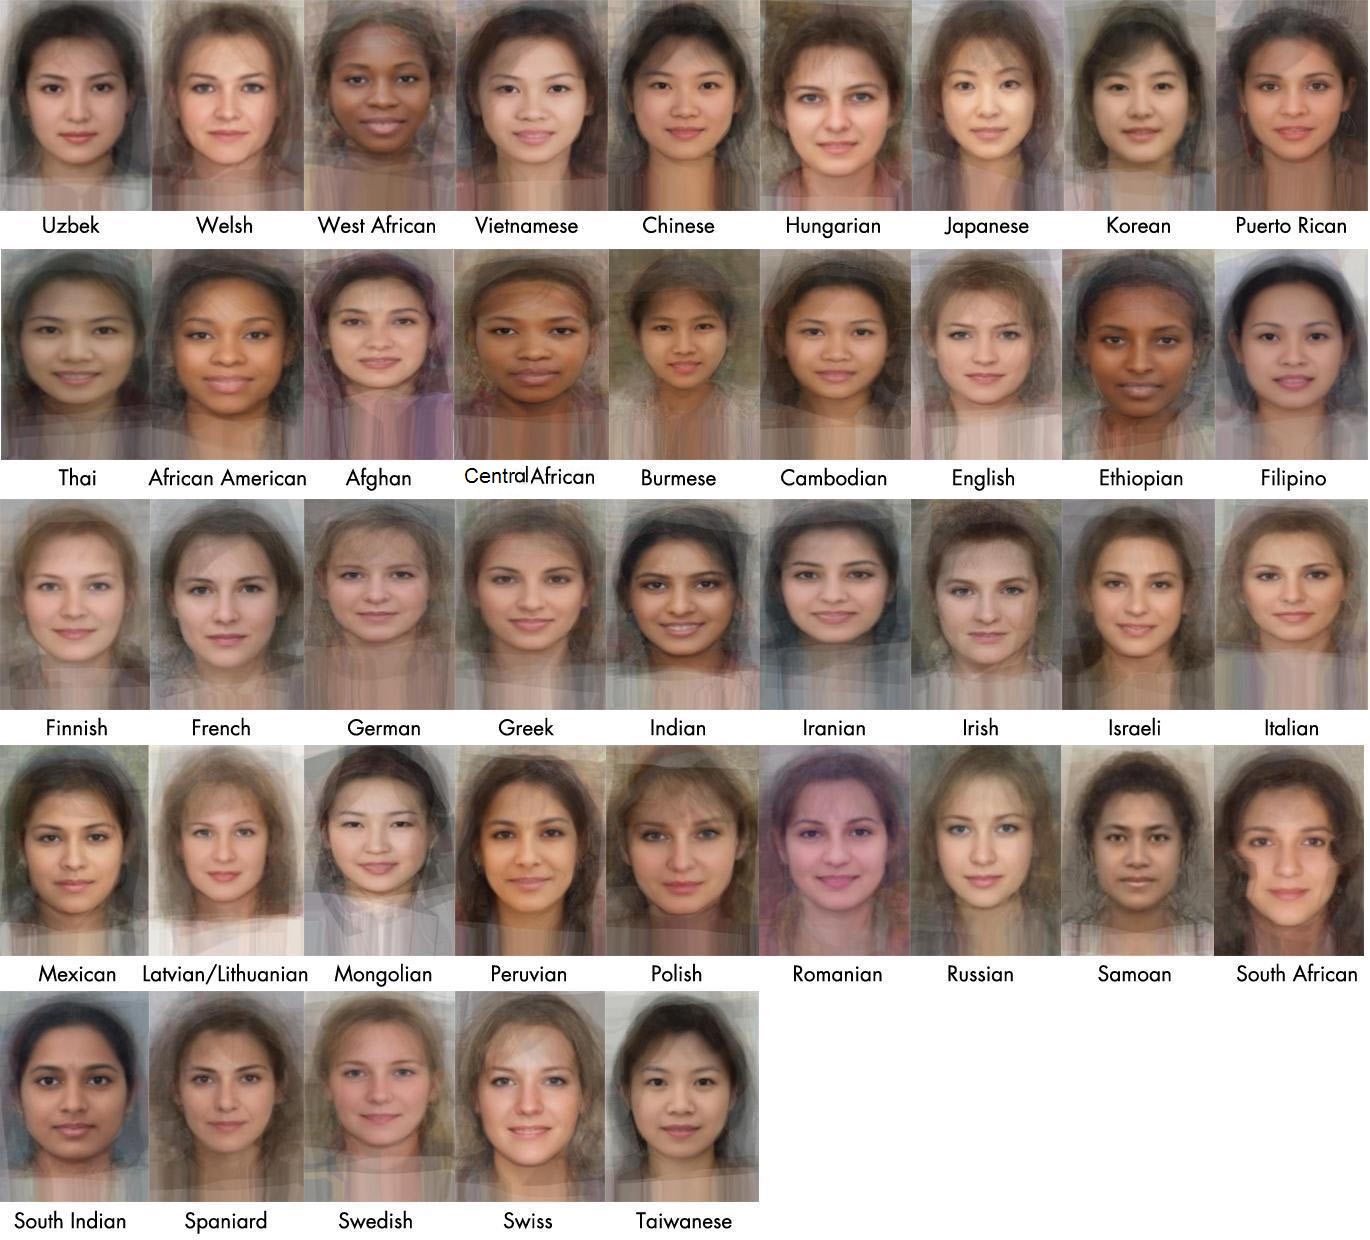 Uzbek Welsh West African Vietnamese Chinese Hungarian Japanese Korean Puerto Rican
Thai African American Afghan Central African Burmese Cambodian English Ethiopian Filipino
Finnish French German Greek Indian Iranian Irish Israeli Italian
Mexican Latvian/Lithuanian Mongolian Peruvian Polish Romanian Russian Samoan South African
South Indian Spaniard Swedish Swiss Taiwanese